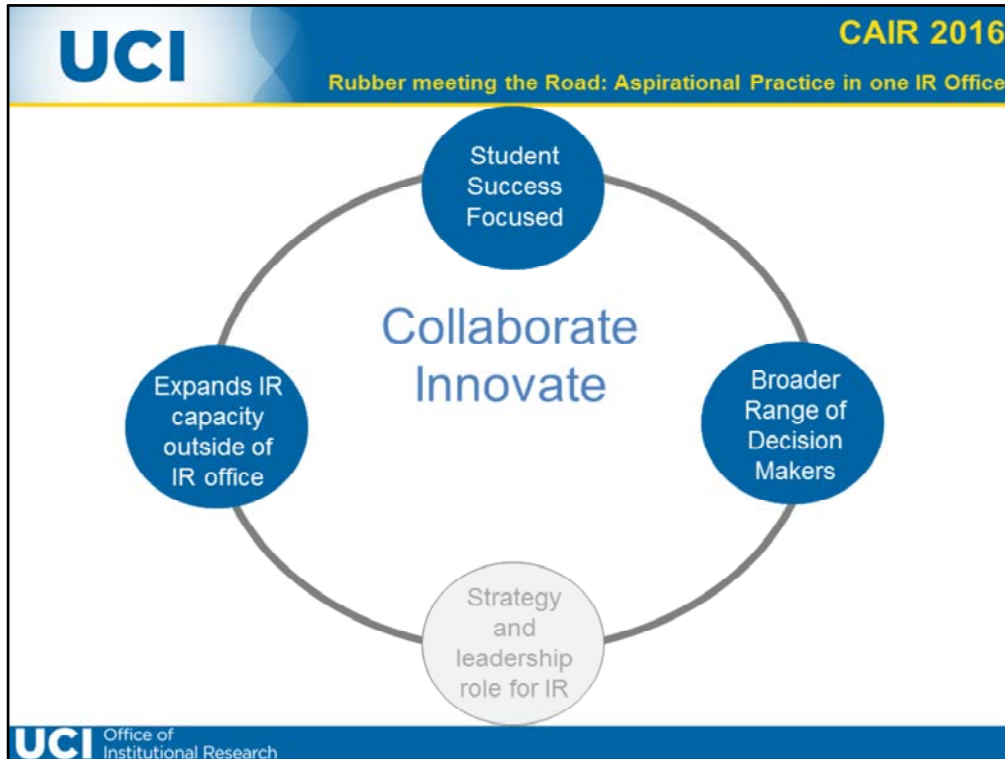 UCI
CAIR 2016
Rubber meeting the Road: Aspirational Practice in one IR Office
Student
Success
Focused
Collaborate
Innovate
Expands IR
capacity
outside of
IR office
Broader
Range of
Decision
Makers
Strategy
and
leadership
role for IR
UCI
Office of
Institutional Research